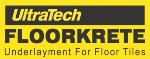 UltraTech
FLOORKRETE
Underlayment For Floor Tiles